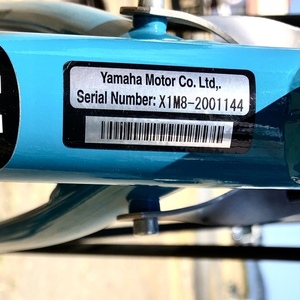 Yamaha Motor Co. Ltd,.
Serial Number: X1M8-2001144